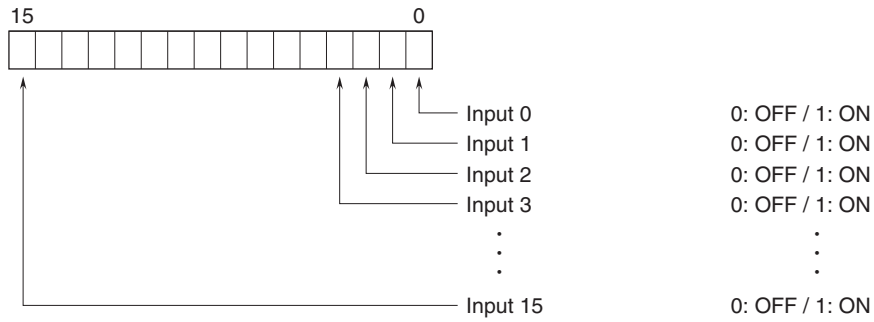 15 0
Input 0 0: OFF / 1: ON
Input 1 0: OFF / 1: ON
Input 2 0: OFF / 1: ON
Input 3 0: OFF / 1: ON
Input 15 0: OFF / 1: ON